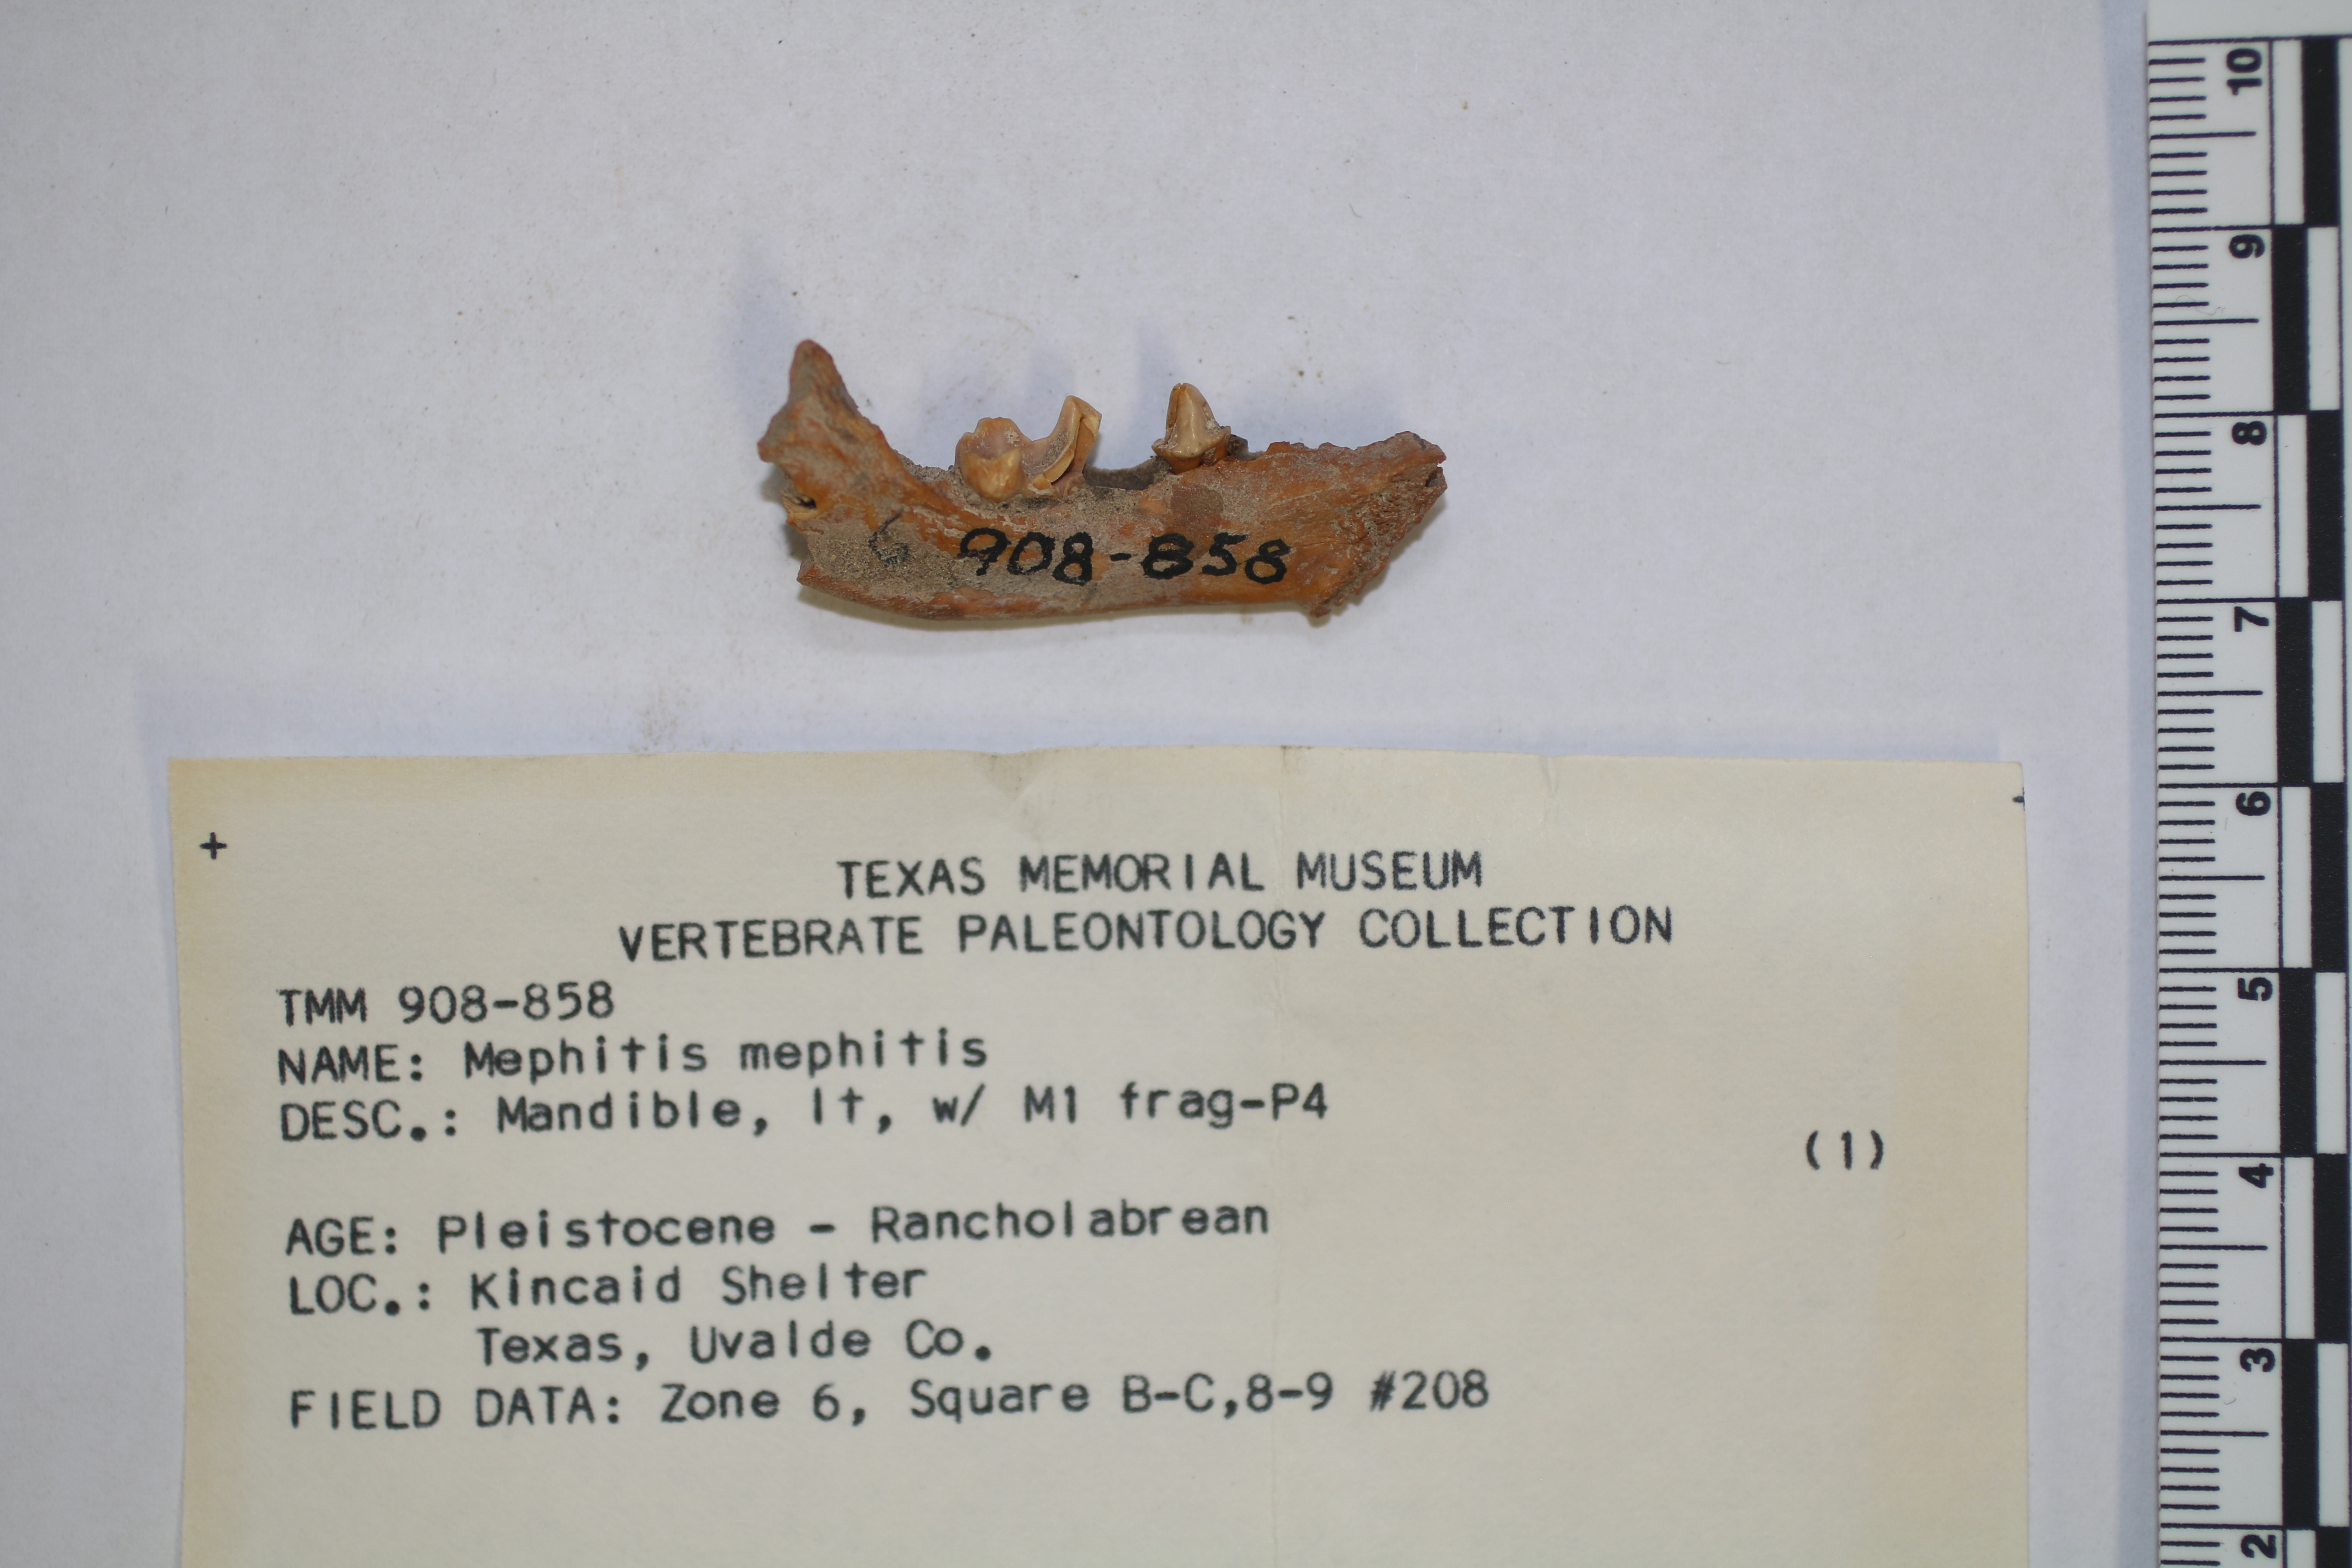 6 908-858
TEXAS MEMORIAL MUSEUM
VERTEBRATE PALEONTOLOGY COLLECTION
TMM 908-858
NAME: Mephitis mephitis
DESC.: Mandible, lt, w/ M1 frag-P4
(1)
AGE: Pleistocene - Rancholabrean
LOC.: Kincaid Shelter
Texas, Uvalde Co.
FIELD DATA: Zone 6, Square B-C,8-9 #208
10
9
8
7
6
5
4
3
2